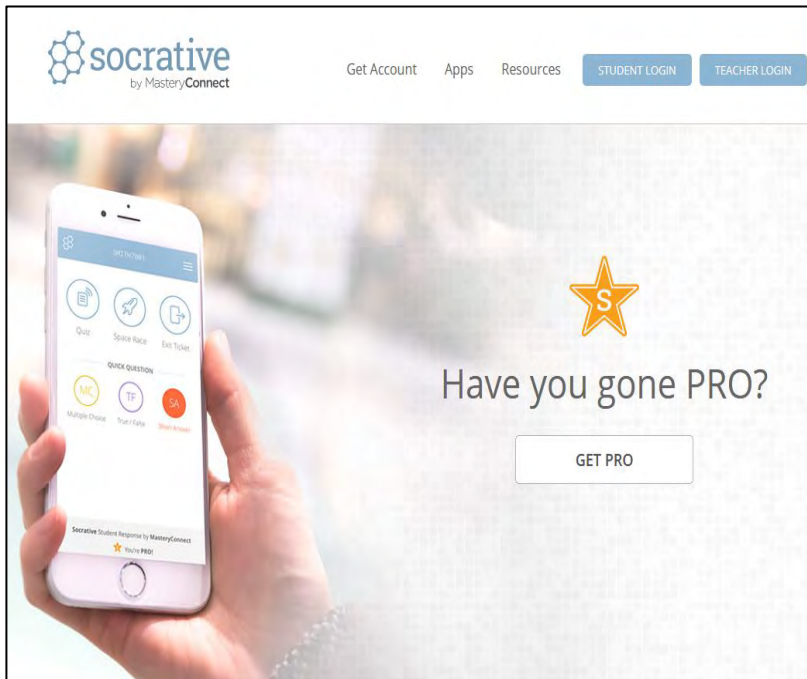 socrative
by MasteryConnect
Get Account Apps Resources STUDENT LOGIN TEACHER LOGIN
Quiz Space Race Exit Ticket
QUICK QUESTION
MC TF SA
Multiple Choice True / False Short Answer
Socrative Student Response by MasteryConnect
You're PRO!
S
Have you gone PRO?
GET PRO